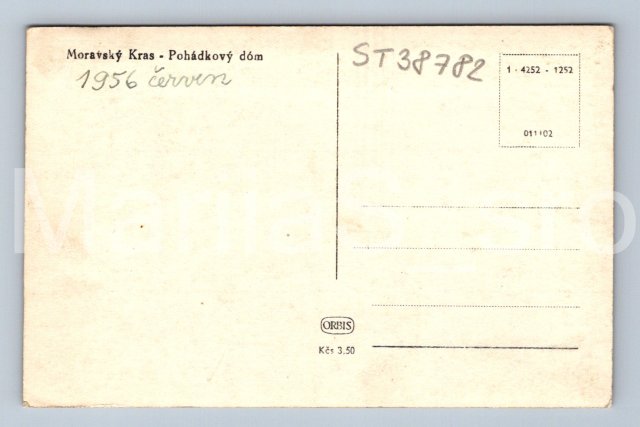 Moravský Kras - Pohádkový dóm
1956 červen
ST38782
1 - 4252 - 1252
011102
ORBIS
Kčs 3.50